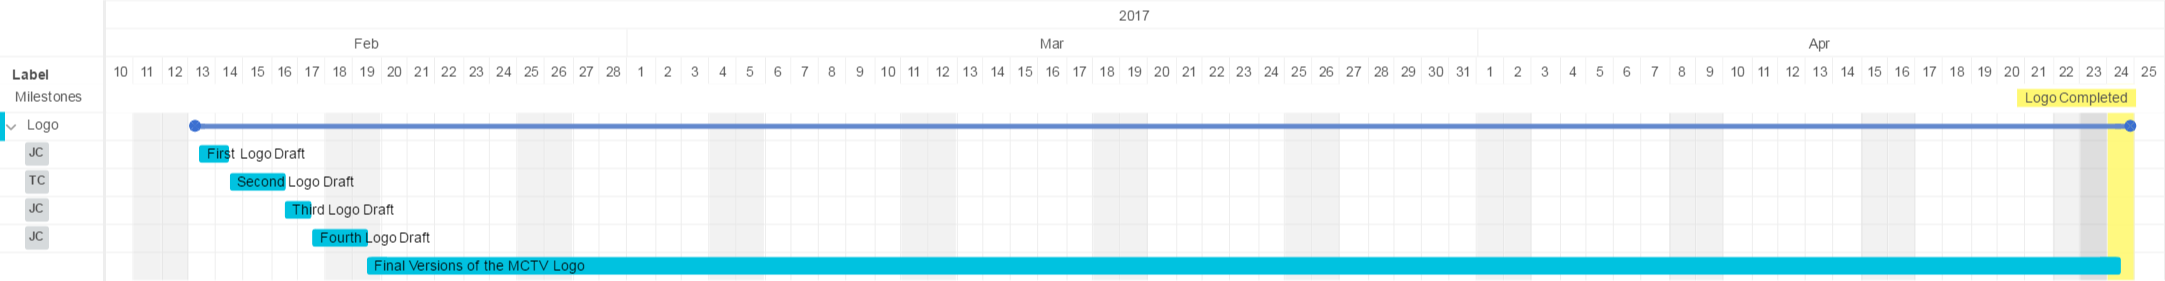 2017
Feb Mar Apr
Label 10 11 12 13 14 15 16 17 18 19 20 21 22 23 24 25 26 27 28 1 2 3 4 5 6 7 8 9 10 11 12 13 14 15 16 17 18 19 20 21 22 23 24 25 26 27 28 29 30 31 1 2 3 4 5 6 7 8 9 10 11 12 13 14 15 16 17 18 19 20 21 22 23 24 25
Milestones Logo Completed
Logo
JC First Logo Draft
TC Second Logo Draft
JC Third Logo Draft
JC Fourth Logo Draft
Final Versions of the MCTV Logo